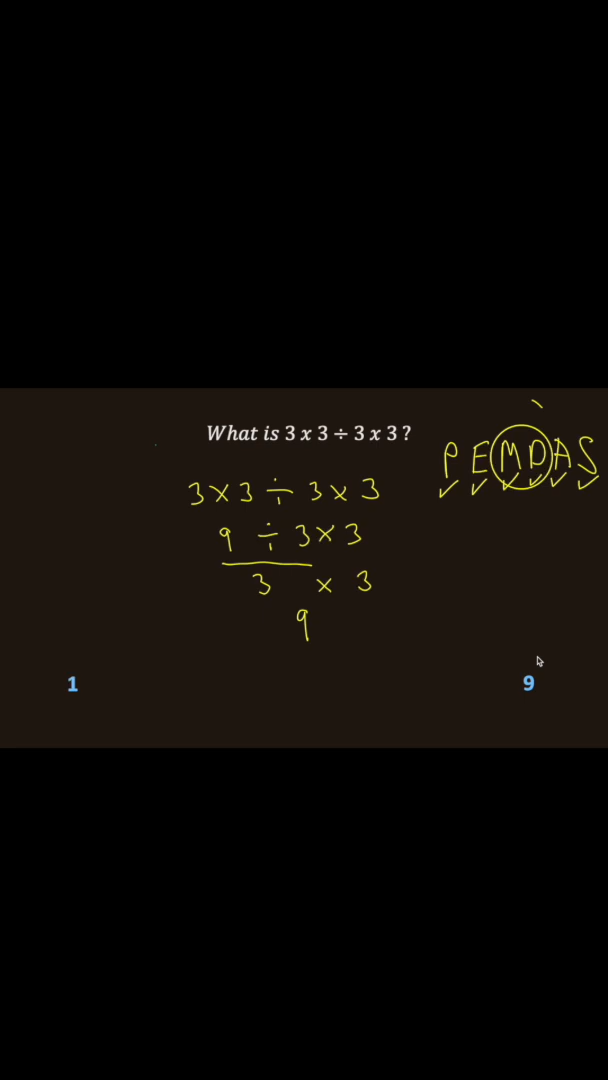 What is 3 x 3 ÷ 3 x 3 ?
PEMDAS
3 x 3 ÷ 3 x 3
9 ÷ 3 x 3
3 x 3
9
1
9